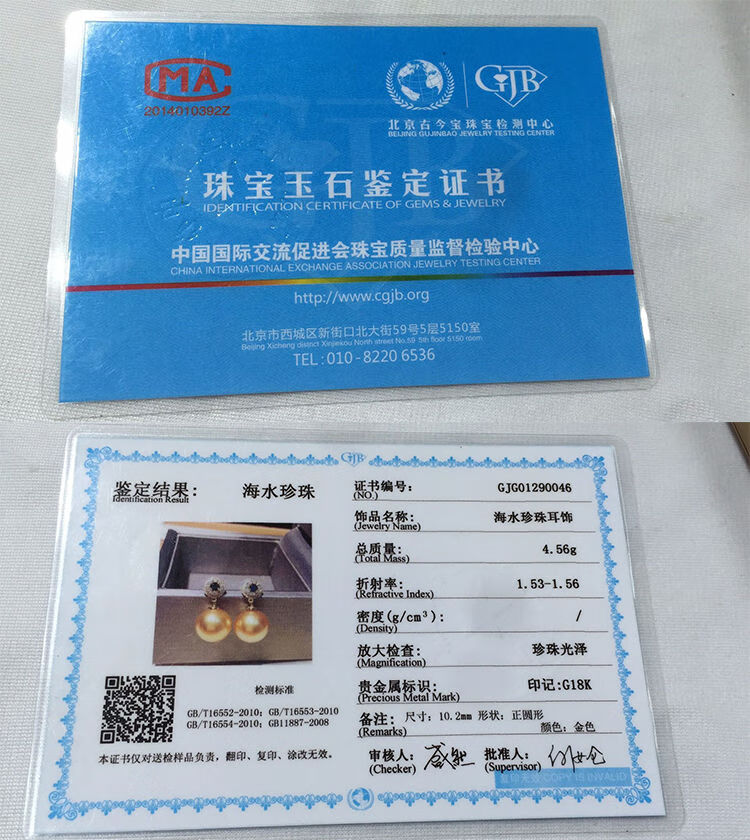 CMA
2014010392Z
GJB
北京古今宝珠宝检测中心
BEIJING GUJINBAO JEWELRY TESTING CENTER
珠宝玉石鉴定证书
IDENTIFICATION CERTIFICATE OF GEMS & JEWELRY
中国国际交流促进会珠宝质量监督检验中心
CHINA INTERNATIONAL EXCHANGE ASSOCIATION JEWELRY TESTING CENTER
http://www.cgjb.org
北京市西城区新街口北大街59号5层5150室
Beijing Xicheng district Xinjiekou North street No.59 5th floor 5150 room
TEL:010-8220 6536
GJB
鉴定结果: 海水珍珠
Identification Result
检测标准
GB/T16552-2010; GB/T16553-2010
GB/T16554-2010; GB11887-2008
本证书仅对送检样品负责,翻印、复印、涂改无效。
证书编号: GJG01290046
(NO.)
饰品名称: 海水珍珠耳饰
(Jewelry Name)
总质量: 4.56g
(Total Mass)
折射率: 1.53-1.56
(Refractive Index)
密度(g/cm³): /
(Density)
放大检查: 珍珠光泽
(Magnification)
贵金属标识: 印记:G18K
(Precious Metal Mark)
备注: 尺寸: 10.2mm 形状: 正圆形
(Remarks) 颜色: 金色
审核人: 批准人:
(Checker) (Supervisor)
复印无效COPY IS INVALID